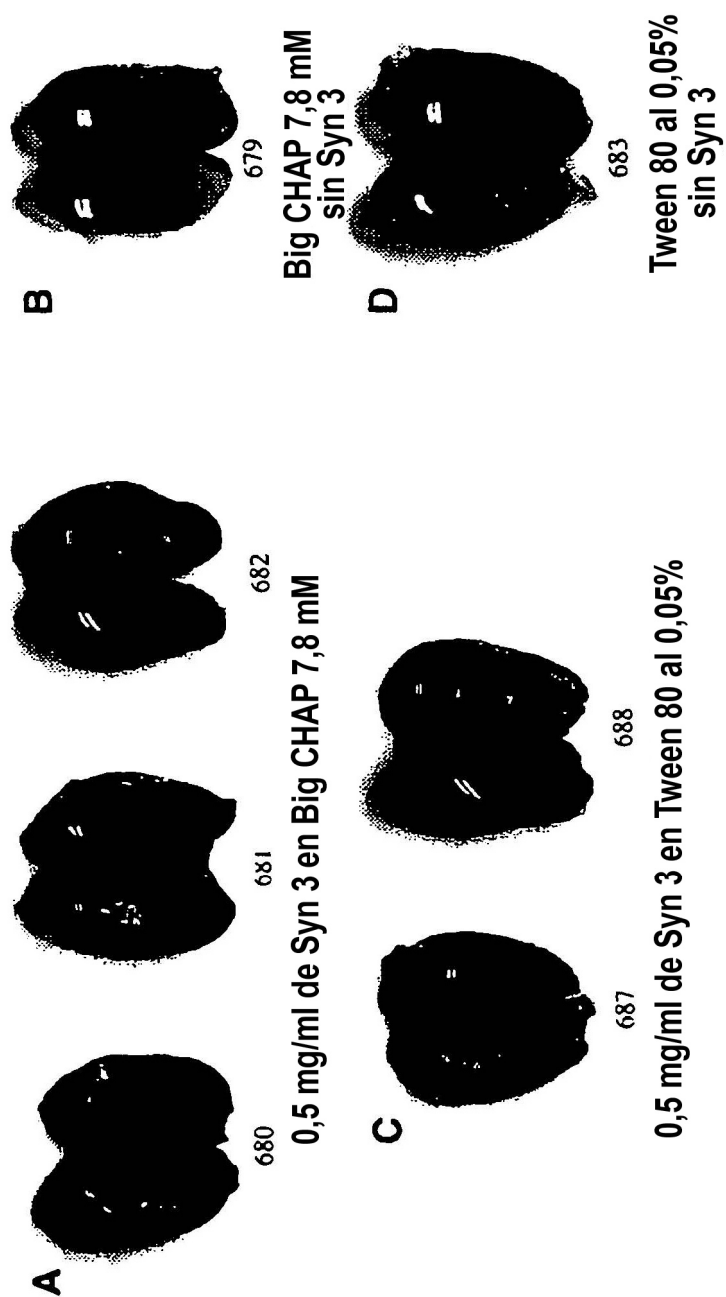 A
680
681
682
0,5 mg/ml de Syn 3 en Big CHAP 7,8 mM
B
679
Big CHAP 7,8 mM
sin Syn 3
C
687
688
0,5 mg/ml de Syn 3 en Tween 80 al 0,05%
D
683
Tween 80 al 0,05%
sin Syn 3